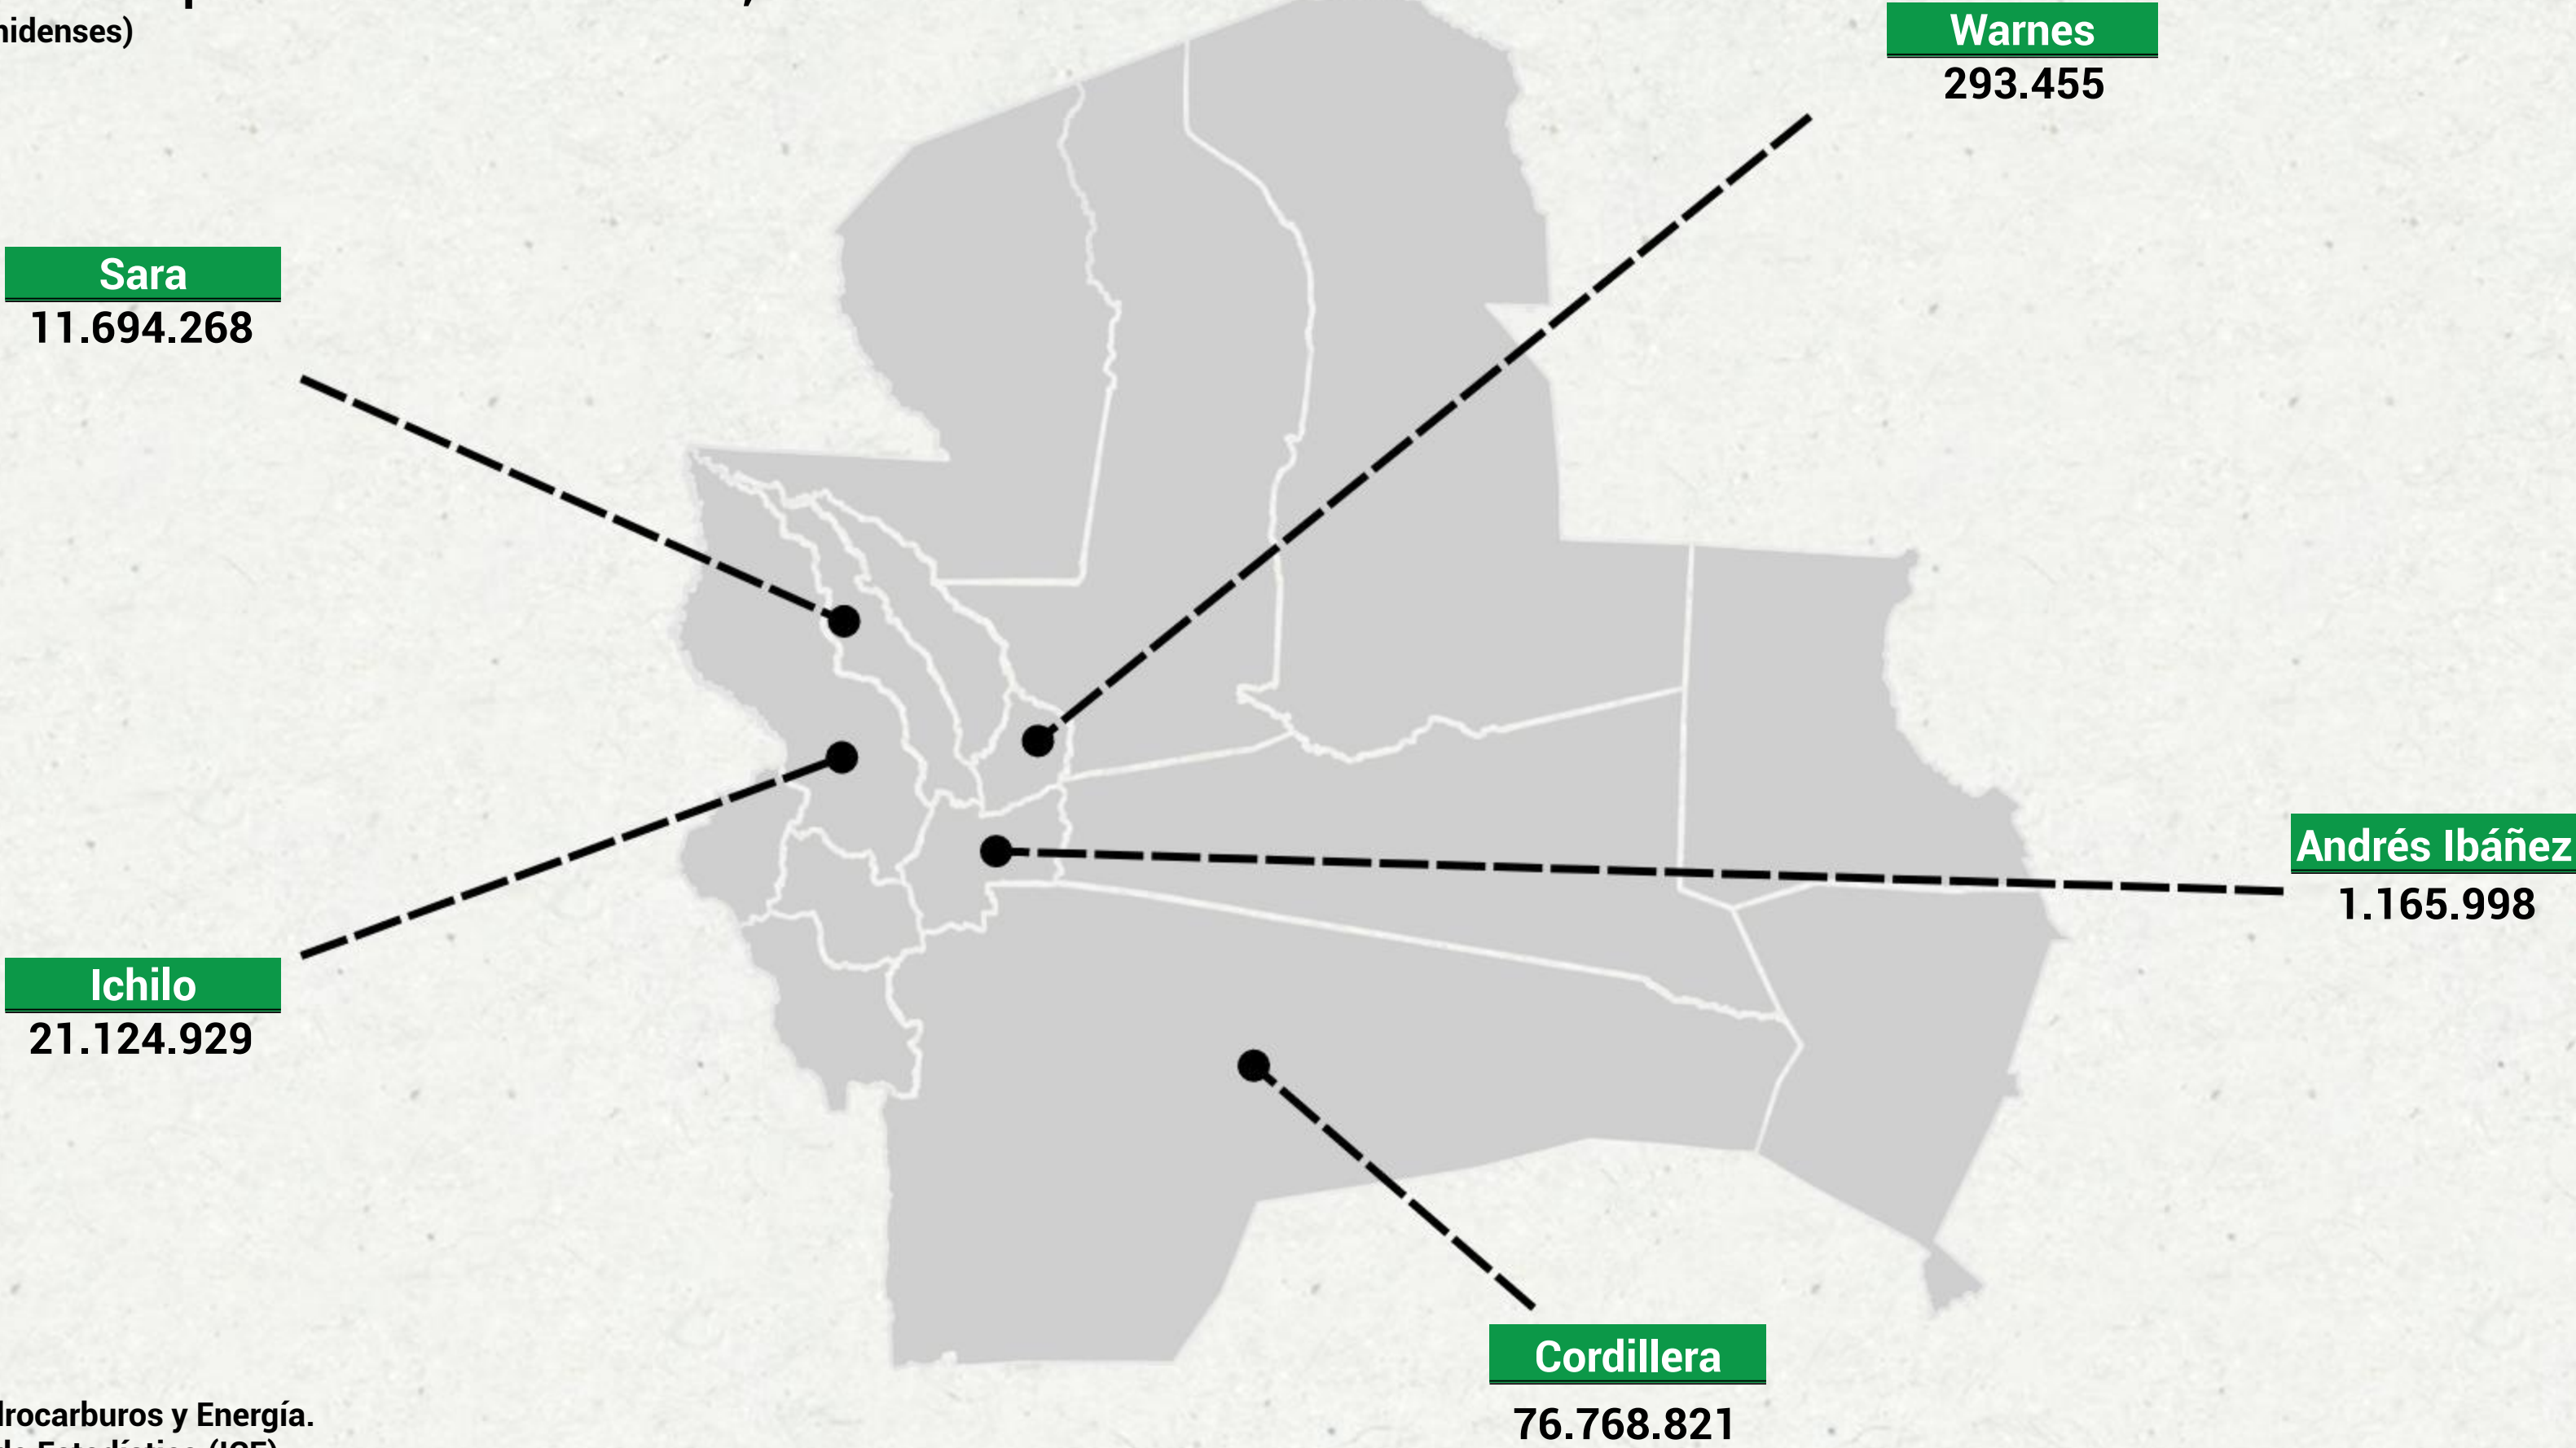 nidenses)
Warnes
293.455
Sara
11.694.268
Andrés Ibáñez
1.165.998
Ichilo
21.124.929
Cordillera
76.768.821
drocarburos y Energía.